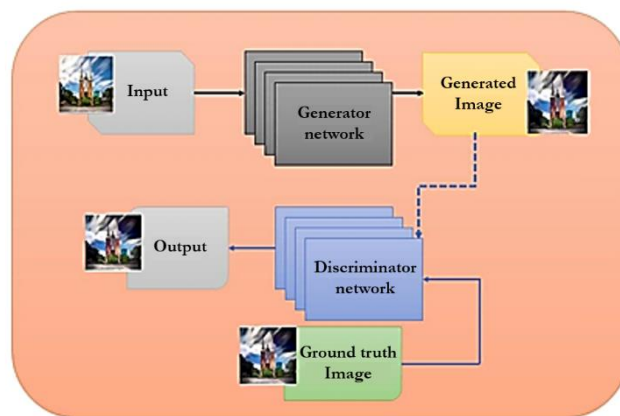 Input
Generator
network
Generated
Image
Output
Discriminator
network
Ground truth
Image